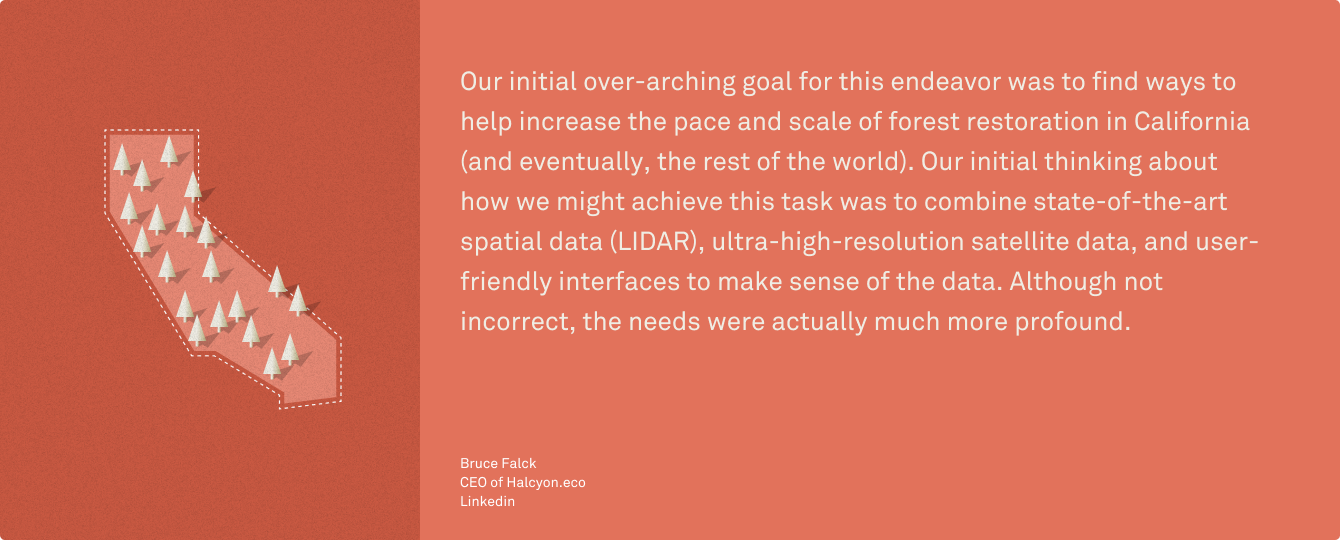 Our initial over-arching goal for this endeavor was to find ways to
help increase the pace and scale of forest restoration in California
(and eventually, the rest of the world). Our initial thinking about
how we might achieve this task was to combine state-of-the-art
spatial data (LIDAR), ultra-high-resolution satellite data, and user-
friendly interfaces to make sense of the data. Although not
incorrect, the needs were actually much more profound.
Bruce Falck
CEO of Halcyon.eco
Linkedin